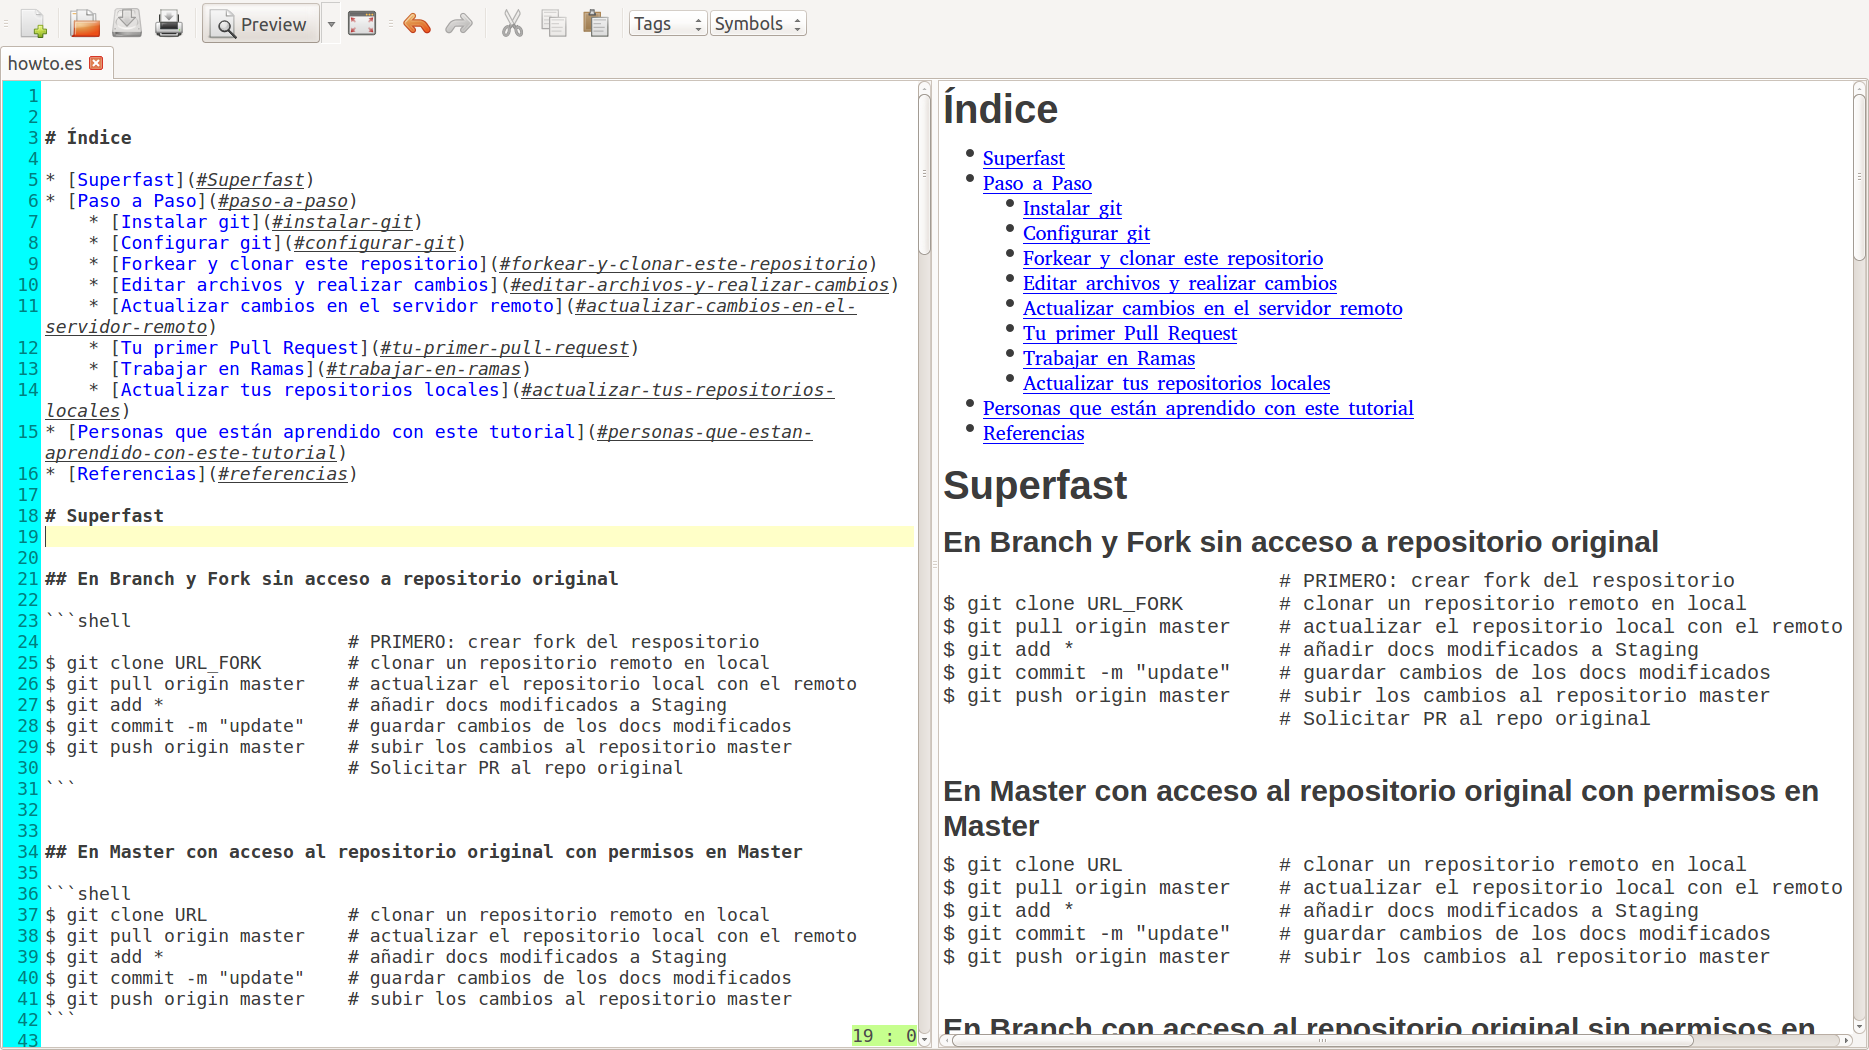 Preview
Tags
Symbols
howto.es
1
2
3 # Índice
4
5 * [Superfast](#Superfast)
6 * [Paso a Paso](#paso-a-paso)
7     * [Instalar git](#instalar-git)
8     * [Configurar git](#configurar-git)
9     * [Forkear y clonar este repositorio](#forkear-y-clonar-este-repositorio)
10     * [Editar archivos y realizar cambios](#editar-archivos-y-realizar-cambios)
11     * [Actualizar cambios en el servidor remoto](#actualizar-cambios-en-el-
servidor-remoto)
12     * [Tu primer Pull Request](#tu-primer-pull-request)
13     * [Trabajar en Ramas](#trabajar-en-ramas)
14     * [Actualizar tus repositorios locales](#actualizar-tus-repositorios-
locales)
15 * [Personas que están aprendido con este tutorial](#personas-que-estan-
aprendido-con-este-tutorial)
16 * [Referencias](#referencias)
17
18 # Superfast
19
20
21 ## En Branch y Fork sin acceso a repositorio original
22
23 ```shell
24                             # PRIMERO: crear fork del respositorio
25 $ git clone URL_FORK        # clonar un repositorio remoto en local
26 $ git pull origin master    # actualizar el repositorio local con el remoto
27 $ git add *                 # añadir docs modificados a Staging
28 $ git commit -m "update"    # guardar cambios de los docs modificados
29 $ git push origin master    # subir los cambios al repositorio master
30                             # Solicitar PR al repo original
31 ```
32
33
34 ## En Master con acceso al repositorio original con permisos en Master
35
36 ```shell
37 $ git clone URL             # clonar un repositorio remoto en local
38 $ git pull origin master    # actualizar el repositorio local con el remoto
39 $ git add *                 # añadir docs modificados a Staging
40 $ git commit -m "update"    # guardar cambios de los docs modificados
41 $ git push origin master    # subir los cambios al repositorio master
42 ```
43
19 : 0
Índice
• Superfast
• Paso a Paso
• Instalar git
• Configurar git
• Forkear y clonar este repositorio
• Editar archivos y realizar cambios
• Actualizar cambios en el servidor remoto
• Tu primer Pull Request
• Trabajar en Ramas
• Actualizar tus repositorios locales
• Personas que están aprendido con este tutorial
• Referencias
Superfast
En Branch y Fork sin acceso a repositorio original
                            # PRIMERO: crear fork del respositorio
$ git clone URL_FORK        # clonar un repositorio remoto en local
$ git pull origin master    # actualizar el repositorio local con el remoto
$ git add *                 # añadir docs modificados a Staging
$ git commit -m "update"    # guardar cambios de los docs modificados
$ git push origin master    # subir los cambios al repositorio master
                            # Solicitar PR al repo original
En Master con acceso al repositorio original con permisos en
Master
$ git clone URL             # clonar un repositorio remoto en local
$ git pull origin master    # actualizar el repositorio local con el remoto
$ git add *                 # añadir docs modificados a Staging
$ git commit -m "update"    # guardar cambios de los docs modificados
$ git push origin master    # subir los cambios al repositorio master
En Branch con acceso al repositorio original sin permisos en